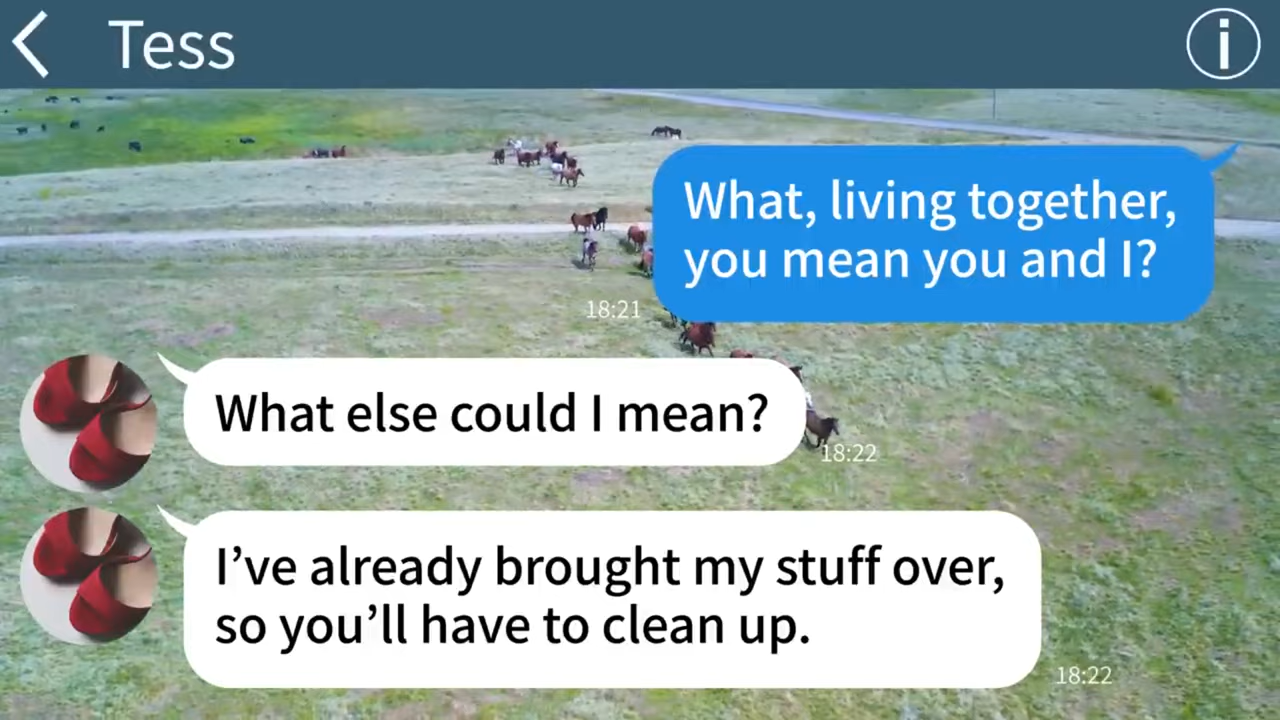 Tess
What, living together,
you mean you and I?
18:21
What else could I mean?
18:22
I’ve already brought my stuff over,
so you’ll have to clean up.
18:22